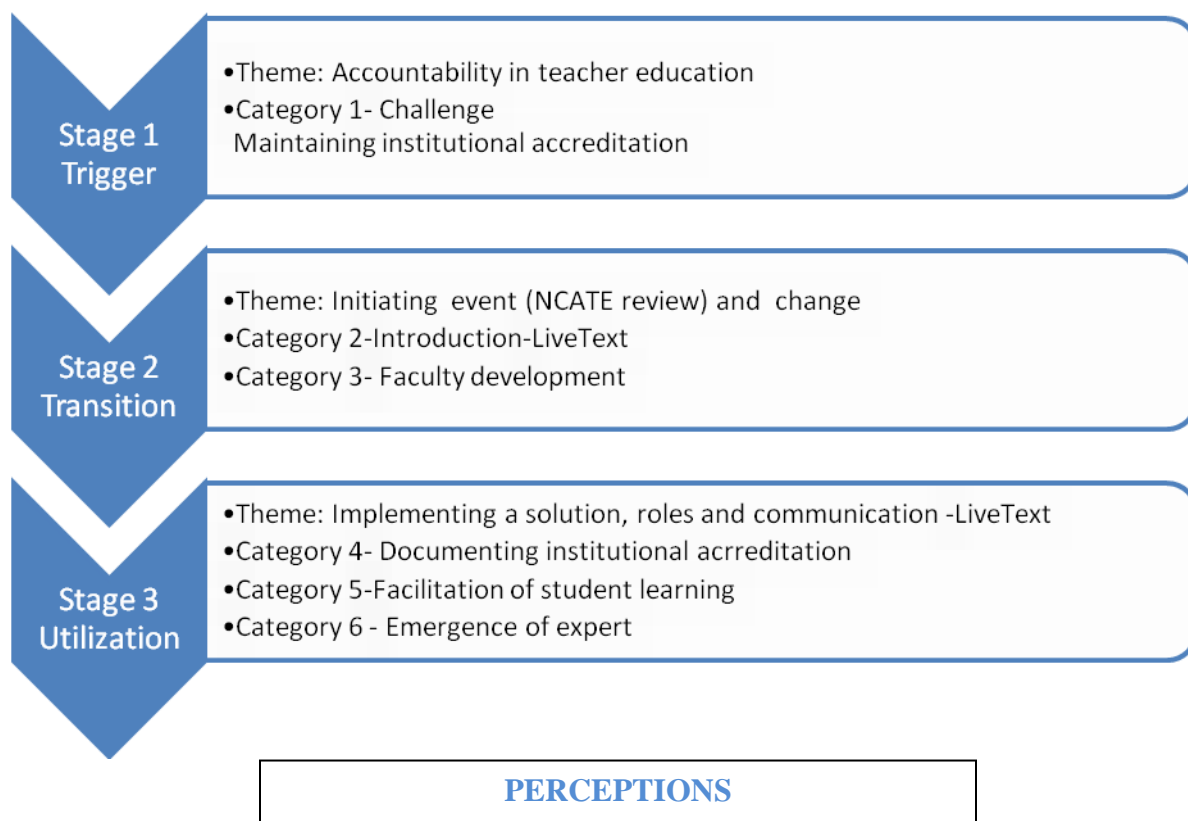 Stage 1
Trigger
•Theme: Accountability in teacher education
•Category 1- Challenge
Maintaining institutional accreditation
Stage 2
Transition
•Theme: Initiating event (NCATE review) and change
•Category 2-Introduction-LiveText
•Category 3- Faculty development
Stage 3
Utilization
•Theme: Implementing a solution, roles and communication -LiveText
•Category 4- Documenting institutional acrreditation
•Category 5-Facilitation of student learning
•Category 6 - Emergence of expert
PERCEPTIONS